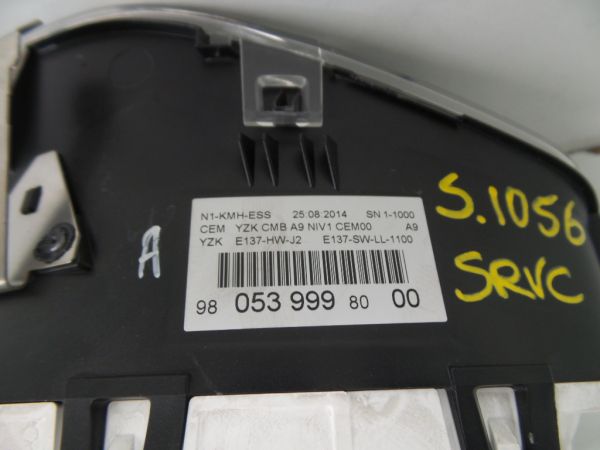 N1-KMH-ESS 25:08:2014 SN 1-1000
CEM YZK CMB A9 NIV1 CEM00 A9
YZK E137-HW-J2 E137-SW-LL-1100
98 053 999 80 00
A
S.1056
SRVC